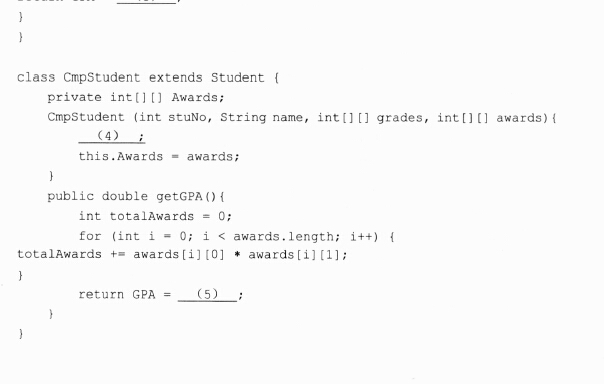 }
}
class CmpStudent extends Student {
private int[][] Awards;
CmpStudent (int stuNo, String name, int[][] grades, int[][] awards){
(4) ;
this.Awards = awards;
}
public double getGPA(){
int totalAwards = 0;
for (int i = 0; i < awards.length; i++) {
totalAwards += awards[i][0] * awards[i][1];
}
return GPA = (5) ;
}
}